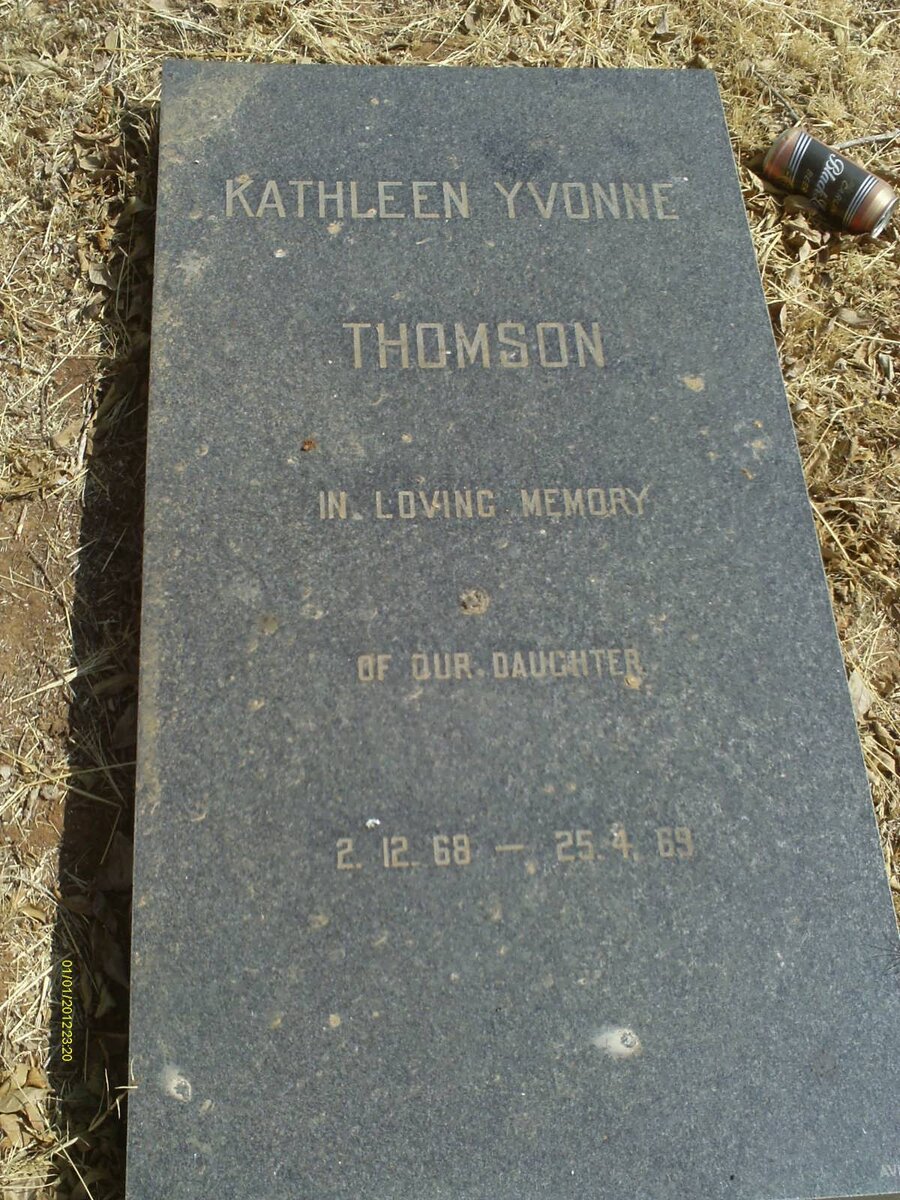 KATHLEEN YVONNE
THOMSON
IN LOVING MEMORY
OF OUR DAUGHTER
2.12.68 — 25.4.69
Black
01/01/2012 23:20